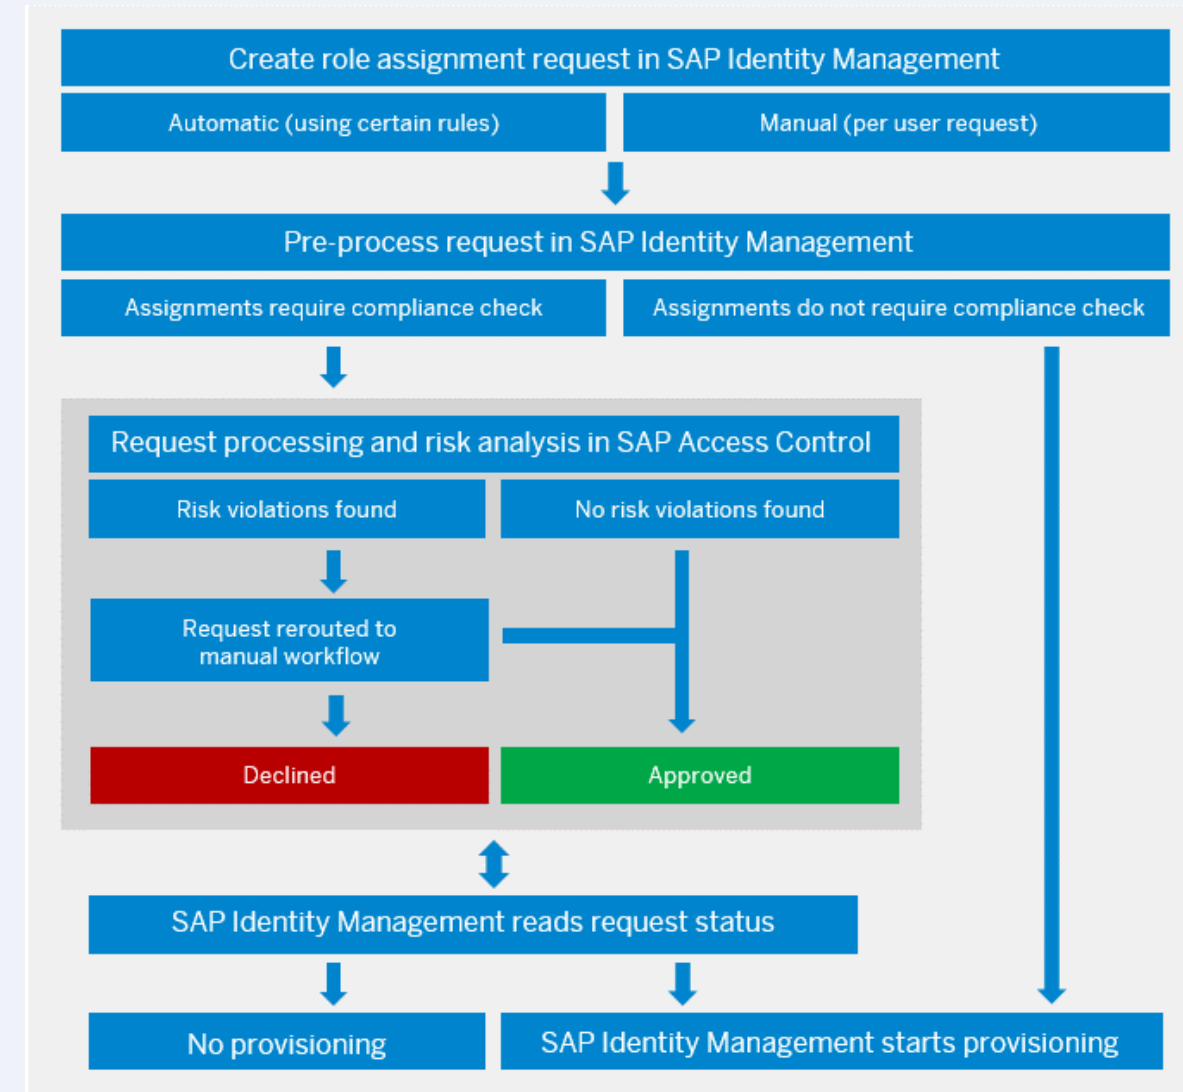 Create role assignment request in SAP Identity Management
Automatic (using certain rules)
Manual (per user request)
Pre-process request in SAP Identity Management
Assignments require compliance check
Assignments do not require compliance check
Request processing and risk analysis in SAP Access Control
Risk violations found
No risk violations found
Request rerouted to
manual workflow
Declined
Approved
SAP Identity Management reads request status
No provisioning
SAP Identity Management starts provisioning